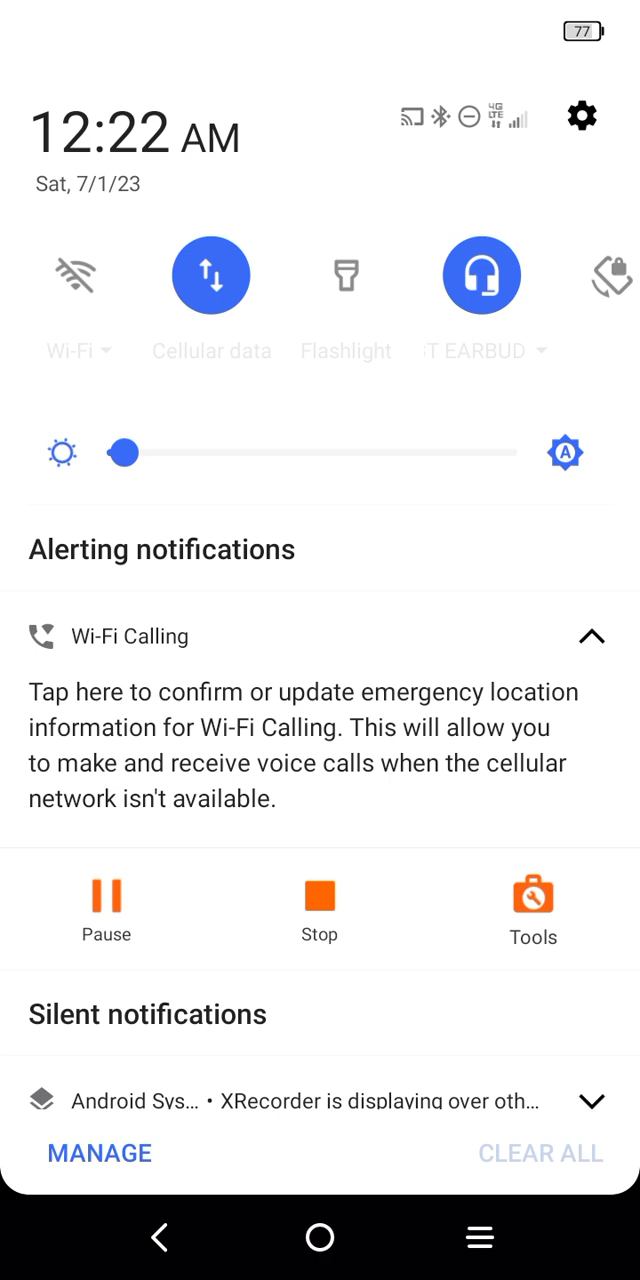 77
12:22 AM
4G
LTE
Sat, 7/1/23
Wi-Fi
Cellular data
Flashlight
ST EARBUD
A
Alerting notifications
Wi-Fi Calling
Tap here to confirm or update emergency location
information for Wi-Fi Calling. This will allow you
to make and receive voice calls when the cellular
network isn't available.
Pause
Stop
Tools
Silent notifications
Android Sys... • XRecorder is displaying over oth...
MANAGE
CLEAR ALL